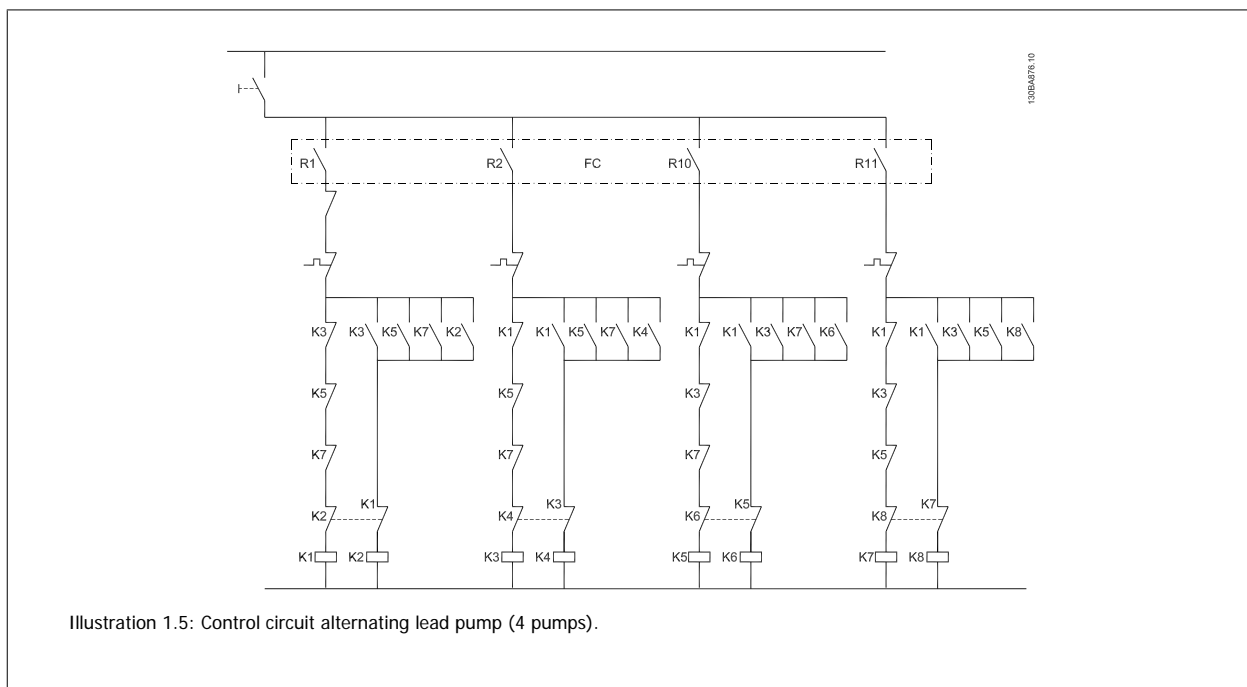 130BA876.10
R1 R2 FC R10 R11
K3 K3 K5 K7 K2 K1 K1 K5 K7 K4 K1 K1 K3 K7 K6 K1 K1 K3 K5 K8
K5 K5 K3 K3
K7 K7 K7 K5
K1 K3 K5 K7
K2 K4 K6 K8
K1 K2 K3 K4 K5 K6 K7 K8
Illustration 1.5: Control circuit alternating lead pump (4 pumps).